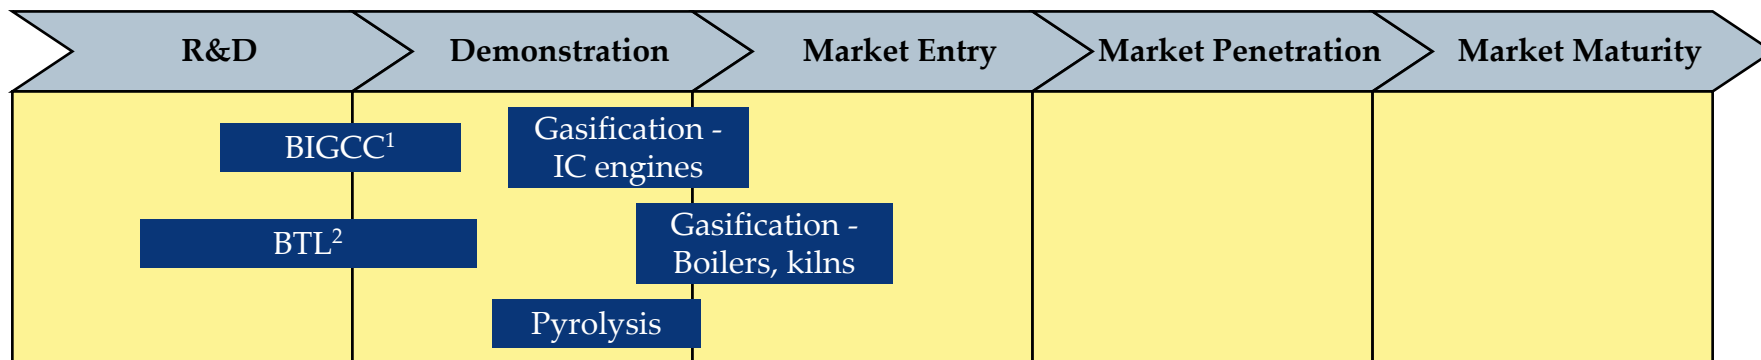 R&D
Demonstration
Market Entry
Market Penetration
Market Maturity
BIGCC¹
Gasification -
IC engines
BTL²
Gasification -
Boilers, kilns
Pyrolysis